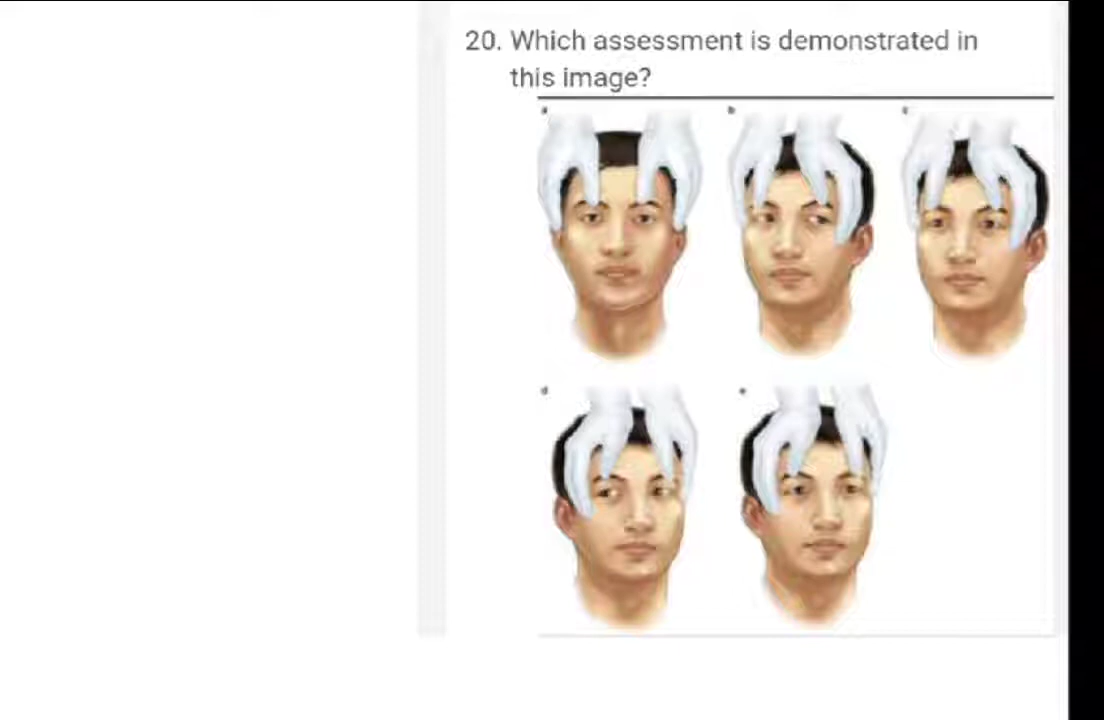 20. Which assessment is demonstrated in
this image?
a
b
c
d
e